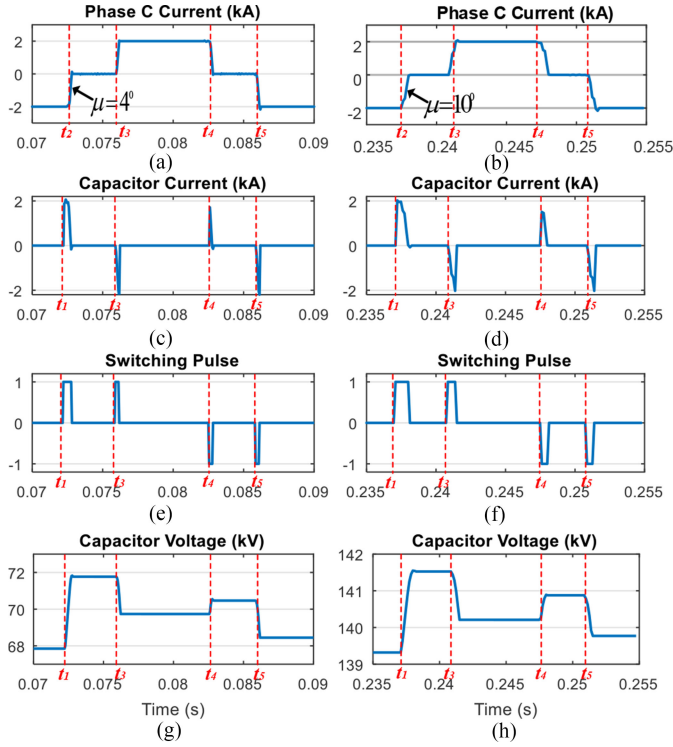 Phase C Current (kA)
2
0
-2
μ=4⁰
t₂
t₃
t₄
t₅
0.07
0.075
0.08
0.085
0.09
(a)
Phase C Current (kA)
2
0
-2
μ=10⁰
t₂
t₃
t₄
t₅
0.235
0.24
0.245
0.25
0.255
(b)
Capacitor Current (kA)
2
0
-2
t₁
t₃
t₄
t₅
0.07
0.075
0.08
0.085
0.09
(c)
Capacitor Current (kA)
2
0
-2
t₁
t₃
t₄
t₅
0.235
0.24
0.245
0.25
0.255
(d)
Switching Pulse
1
0
-1
t₁
t₃
t₄
t₅
0.07
0.075
0.08
0.085
0.09
(e)
Switching Pulse
1
0
-1
t₁
t₃
t₄
t₅
0.235
0.24
0.245
0.25
0.255
(f)
Capacitor Voltage (kV)
72
70
68
t₁
t₃
t₄
t₅
0.07
0.075
0.08
0.085
0.09
Time (s)
(g)
Capacitor Voltage (kV)
142
141
140
139
t₁
t₃
t₄
t₅
0.235
0.24
0.245
0.25
0.255
Time (s)
(h)